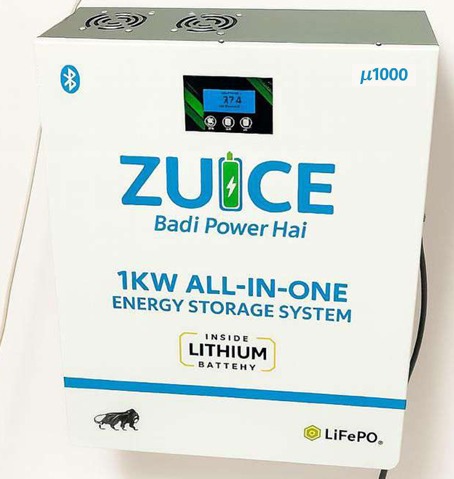 μ1000
ZUICE
Badi Power Hai
1KW ALL-IN-ONE
ENERGY STORAGE SYSTEM
INSIDE
LITHIUM
BATTEHY
LiFePO